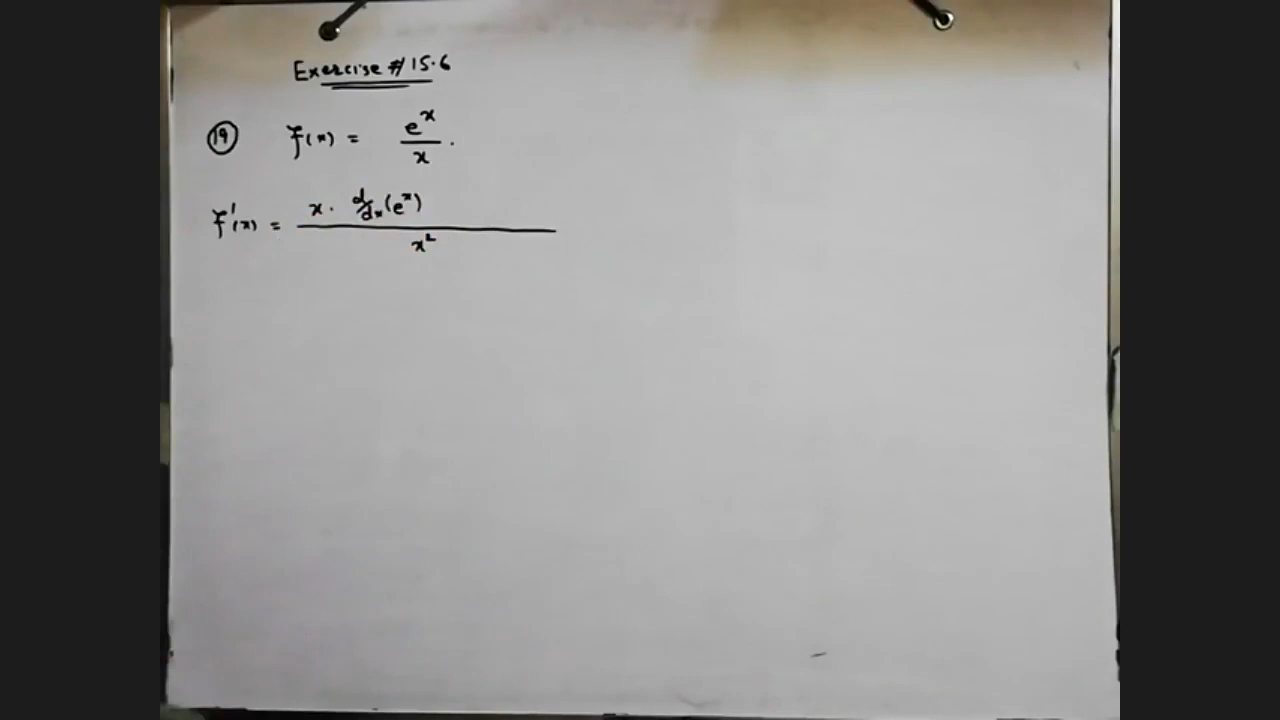 Exercise # 15.6
(19) f(x) = e^x / x .
f'(x) = x . d/dx (e^x) / x^2